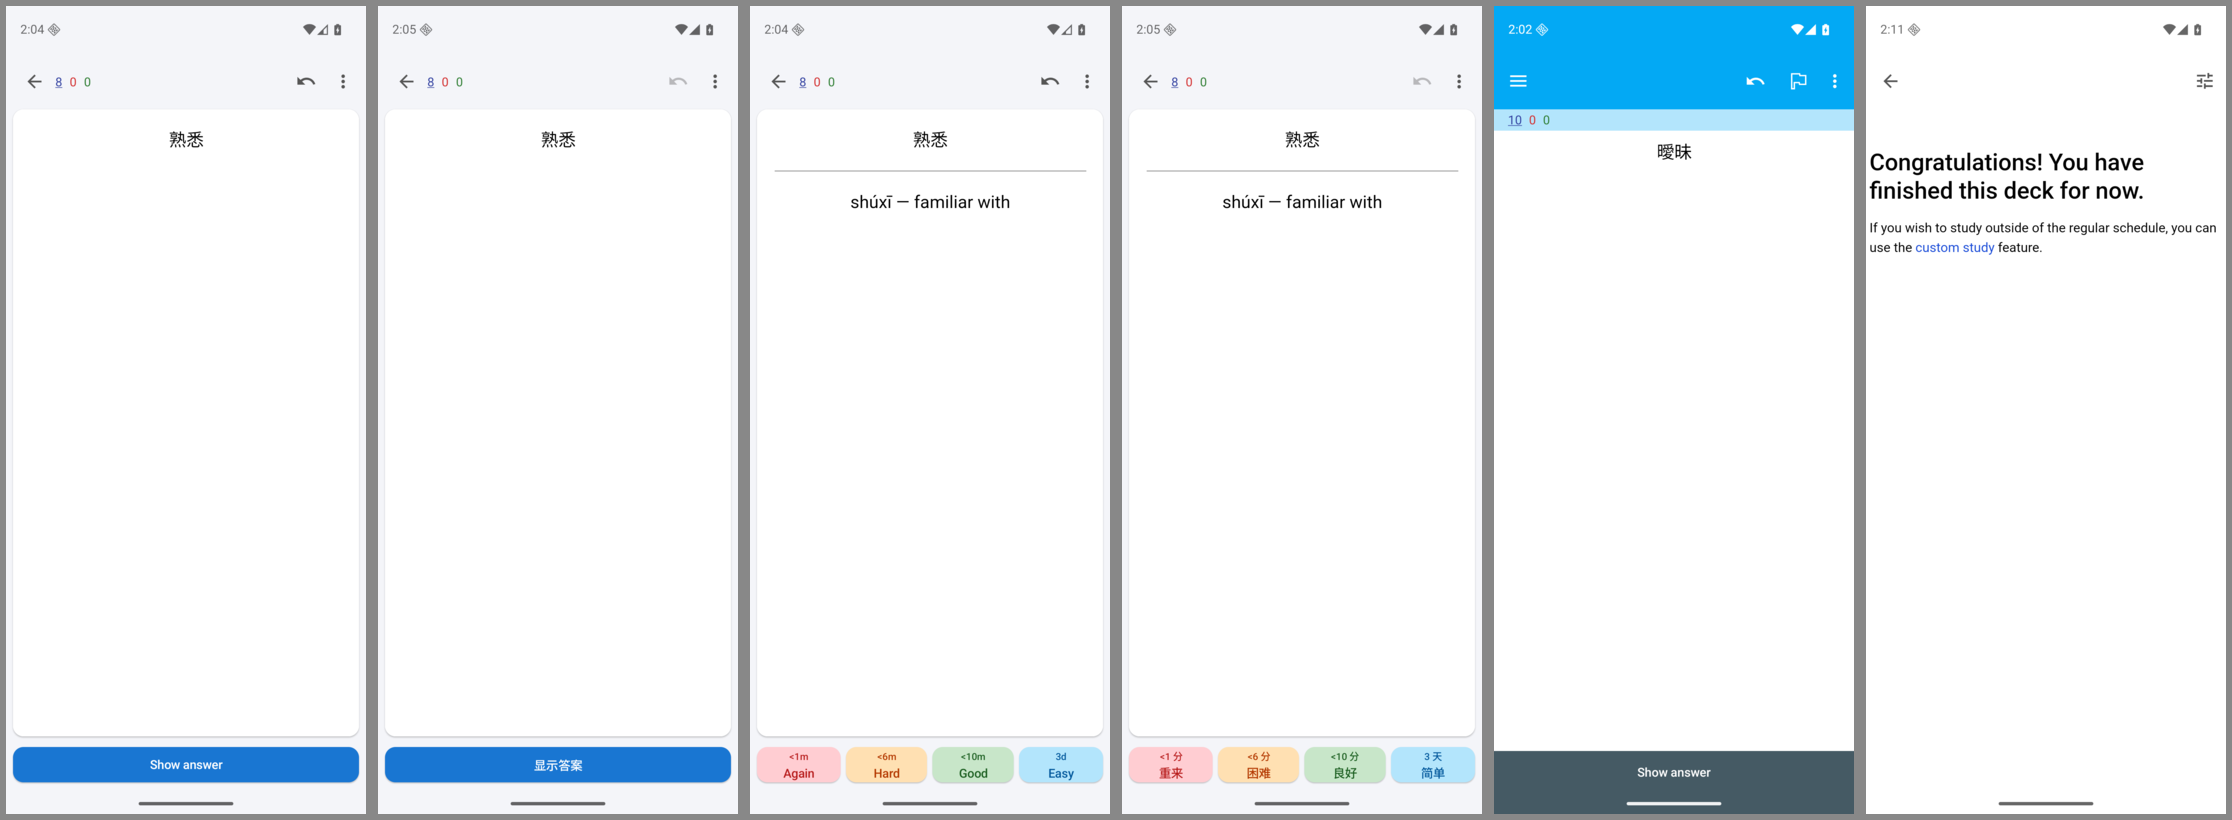 2:04
8 0 0
熟悉
Show answer
2:05
8 0 0
熟悉
显示答案
2:04
8 0 0
熟悉
shúxī — familiar with
<1m <6m <10m 3d
Again Hard Good Easy
2:05
8 0 0
熟悉
shúxī — familiar with
<1 分 <6 分 <10 分 3 天
重来 困难 良好 简单
2:02
10 0 0
曖昧
Show answer
2:11
Congratulations! You have
finished this deck for now.
If you wish to study outside of the regular schedule, you can
use the custom study feature.